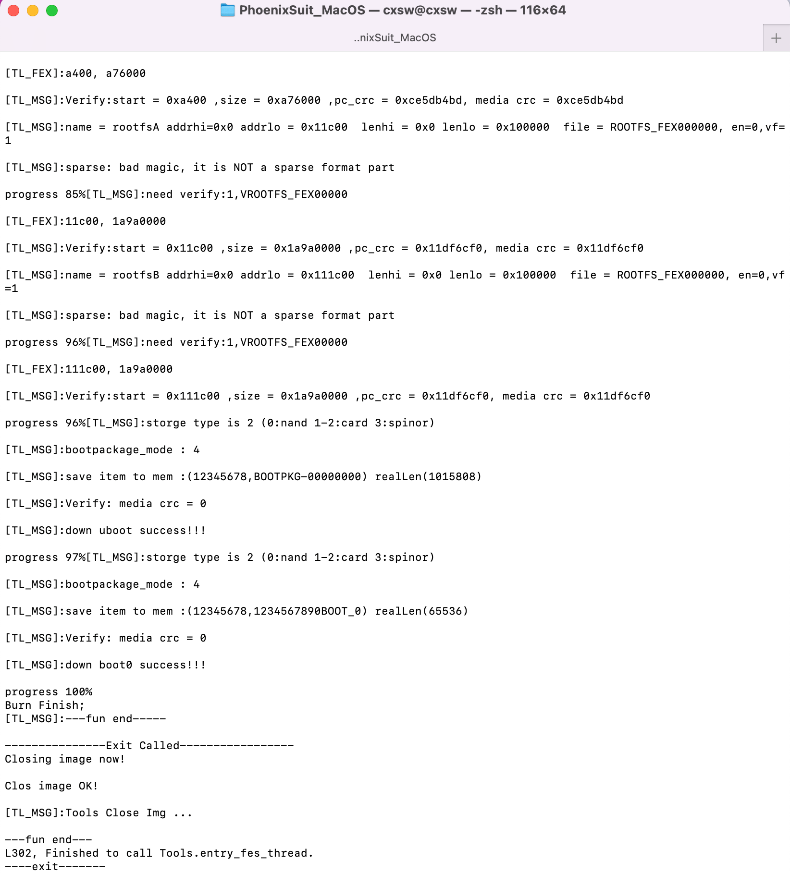 PhoenixSuit_MacOS — cxsw@cxsw — -zsh — 116×64
..nixSuit_MacOS
[TL_FEX]:a400, a76000
[TL_MSG]:Verify:start = 0xa400 ,size = 0xa76000 ,pc_crc = 0xce5db4bd, media crc = 0xce5db4bd
[TL_MSG]:name = rootfsA addrhi=0x0 addrlo = 0x11c00  lenhi = 0x0 lenlo = 0x100000  file = ROOTFS_FEX000000, en=0,vf=
1
[TL_MSG]:sparse: bad magic, it is NOT a sparse format part
progress 85%[TL_MSG]:need verify:1,VROOTFS_FEX00000
[TL_FEX]:11c00, 1a9a0000
[TL_MSG]:Verify:start = 0x11c00 ,size = 0x1a9a0000 ,pc_crc = 0x11df6cf0, media crc = 0x11df6cf0
[TL_MSG]:name = rootfsB addrhi=0x0 addrlo = 0x111c00  lenhi = 0x0 lenlo = 0x100000  file = ROOTFS_FEX000000, en=0,vf
=1
[TL_MSG]:sparse: bad magic, it is NOT a sparse format part
progress 96%[TL_MSG]:need verify:1,VROOTFS_FEX00000
[TL_FEX]:111c00, 1a9a0000
[TL_MSG]:Verify:start = 0x111c00 ,size = 0x1a9a0000 ,pc_crc = 0x11df6cf0, media crc = 0x11df6cf0
progress 96%[TL_MSG]:storge type is 2 (0:nand 1-2:card 3:spinor)
[TL_MSG]:bootpackage_mode : 4
[TL_MSG]:save item to mem :(12345678,BOOTPKG-00000000) realLen(1015808)
[TL_MSG]:Verify: media crc = 0
[TL_MSG]:down uboot success!!!
progress 97%[TL_MSG]:storge type is 2 (0:nand 1-2:card 3:spinor)
[TL_MSG]:bootpackage_mode : 4
[TL_MSG]:save item to mem :(12345678,1234567890BOOT_0) realLen(65536)
[TL_MSG]:Verify: media crc = 0
[TL_MSG]:down boot0 success!!!
progress 100%
Burn Finish;
[TL_MSG]:---fun end-----
---------------Exit Called-----------------
Closing image now!
Clos image OK!
[TL_MSG]:Tools Close Img ...
---fun end---
L302, Finished to call Tools.entry_fes_thread.
----exit-------